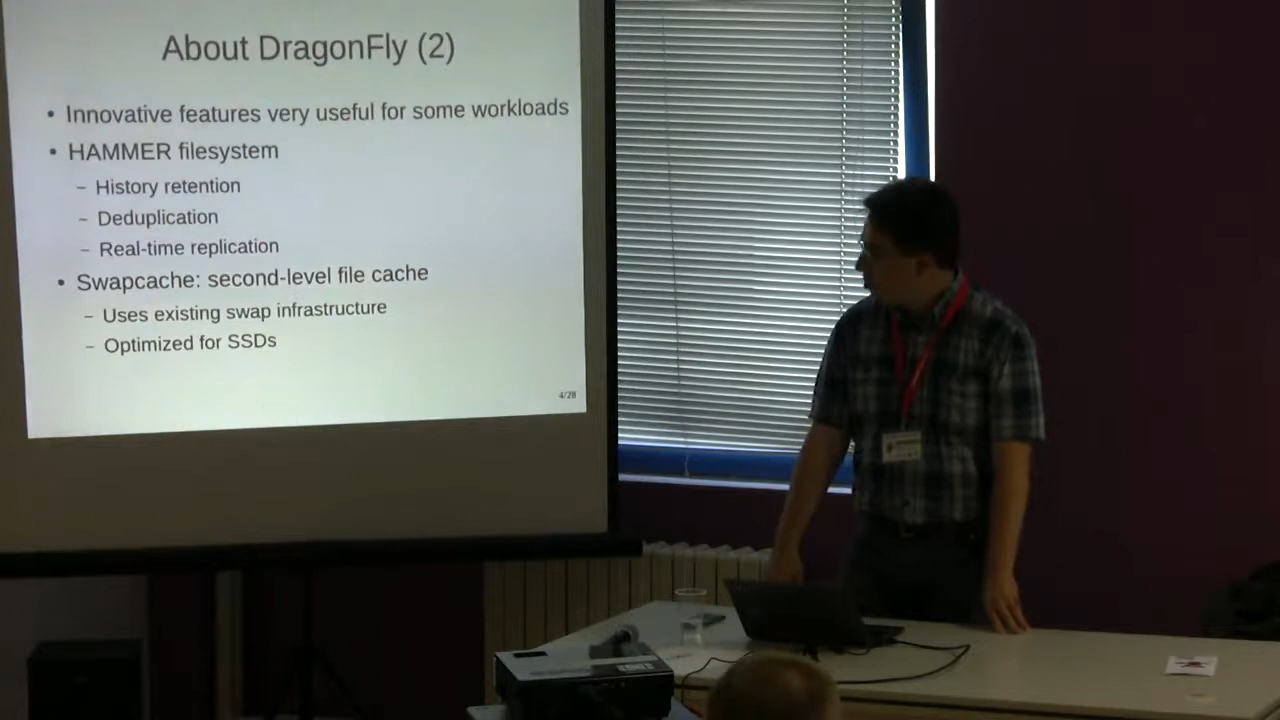 About DragonFly (2)
• Innovative features very useful for some workloads
• HAMMER filesystem
– History retention
– Deduplication
– Real-time replication
• Swapcache: second-level file cache
– Uses existing swap infrastructure
– Optimized for SSDs
4/28